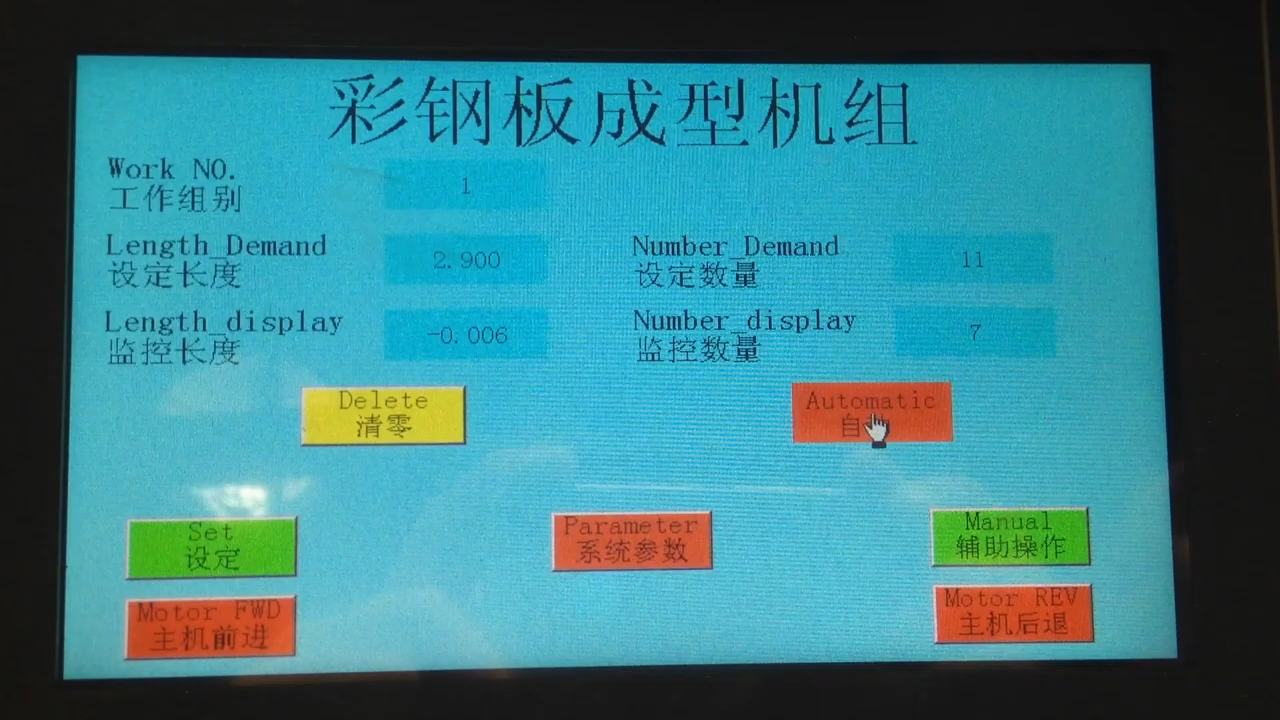 彩钢板成型机组
Work NO.
工作组别
1
Length_Demand
设定长度
2.900
Number_Demand
设定数量
11
Length_display
监控长度
-0.006
Number_display
监控数量
7
Delete
清零
Automatic
自
Set
设定
Parameter
系统参数
Manual
辅助操作
Motor FWD
主机前进
Motor REV
主机后退